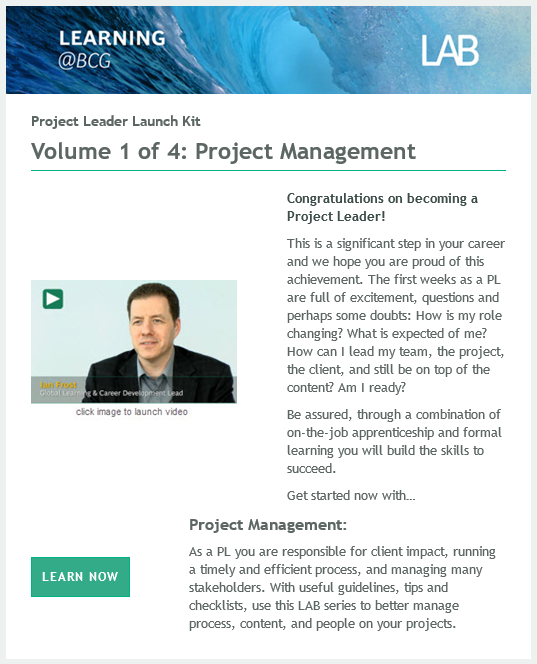 LEARNING
@BCG
LAB
Project Leader Launch Kit
Volume 1 of 4: Project Management
Jan Frost
Global Learning & Career Development Lead
click image to launch video
Congratulations on becoming a
Project Leader!
This is a significant step in your career
and we hope you are proud of this
achievement. The first weeks as a PL
are full of excitement, questions and
perhaps some doubts: How is my role
changing? What is expected of me?
How can I lead my team, the project,
the client, and still be on top of the
content? Am I ready?
Be assured, through a combination of
on-the-job apprenticeship and formal
learning you will build the skills to
succeed.
Get started now with...
LEARN NOW
Project Management:
As a PL you are responsible for client impact, running
a timely and efficient process, and managing many
stakeholders. With useful guidelines, tips and
checklists, use this LAB series to better manage
process, content, and people on your projects.